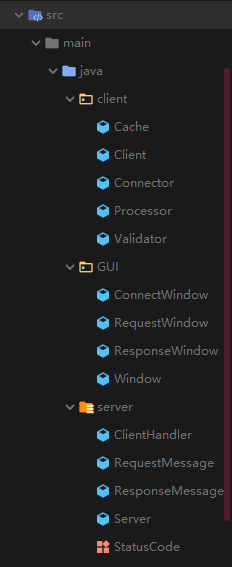 src
main
java
client
Cache
Client
Connector
Processor
Validator
GUI
ConnectWindow
RequestWindow
ResponseWindow
Window
server
ClientHandler
RequestMessage
ResponseMessage
Server
StatusCode